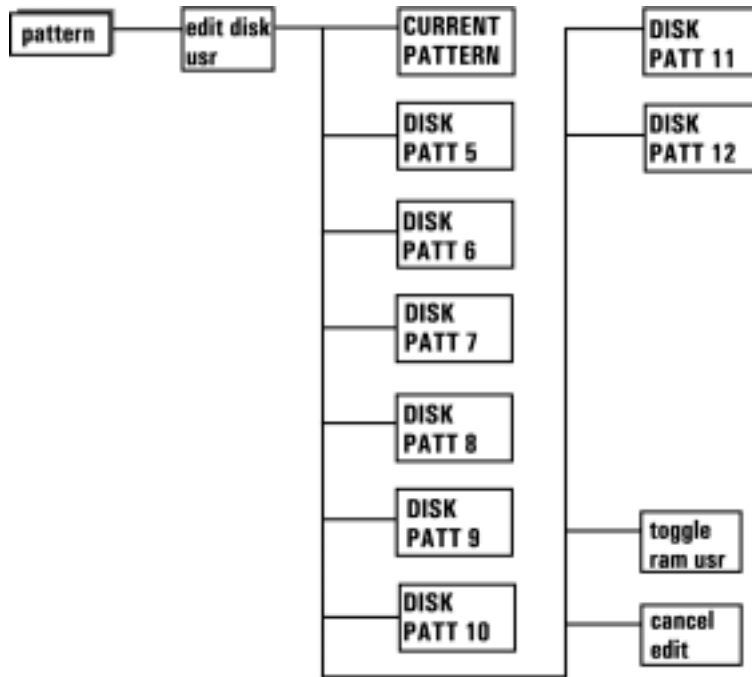 pattern
edit disk
usr
CURRENT
PATTERN
DISK
PATT 5
DISK
PATT 6
DISK
PATT 7
DISK
PATT 8
DISK
PATT 9
DISK
PATT 10
DISK
PATT 11
DISK
PATT 12
toggle
ram usr
cancel
edit